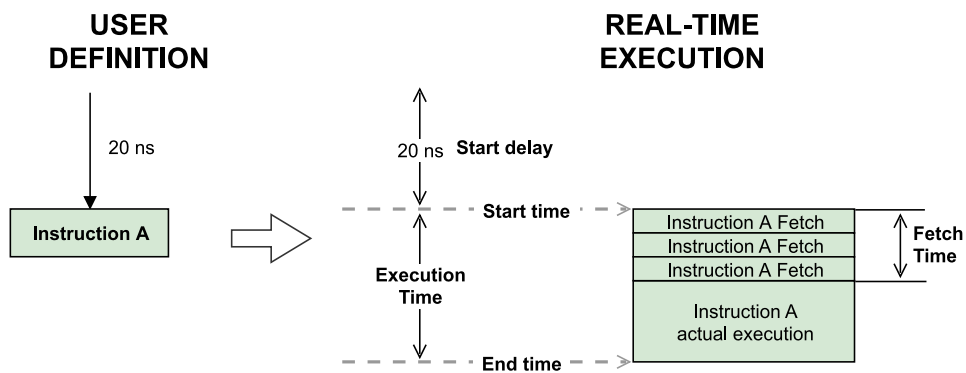 USER
DEFINITION
REAL-TIME
EXECUTION
20 ns
Instruction A
20 ns Start delay
Start time
Execution
Time
End time
Instruction A Fetch
Instruction A Fetch
Instruction A Fetch
Instruction A
actual execution
Fetch
Time